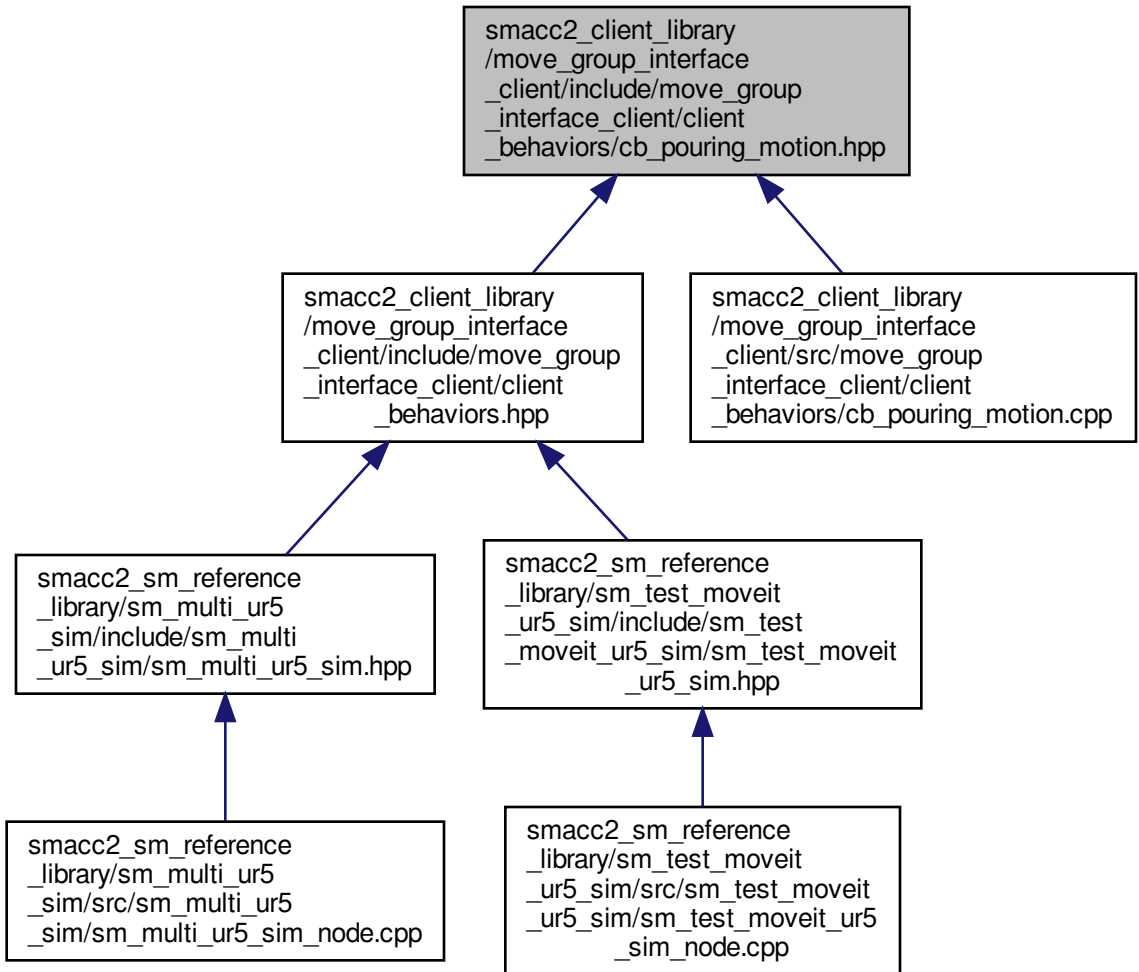 smacc2_client_library
/move_group_interface
_client/include/move_group
_interface_client/client
_behaviors/cb_pouring_motion.hpp
smacc2_client_library
/move_group_interface
_client/include/move_group
_interface_client/client
_behaviors.hpp
smacc2_client_library
/move_group_interface
_client/src/move_group
_interface_client/client
_behaviors/cb_pouring_motion.cpp
smacc2_sm_reference
_library/sm_multi_ur5
_sim/include/sm_multi
_ur5_sim/sm_multi_ur5_sim.hpp
smacc2_sm_reference
_library/sm_test_moveit
_ur5_sim/include/sm_test
_moveit_ur5_sim/sm_test_moveit
_ur5_sim.hpp
smacc2_sm_reference
_library/sm_multi_ur5
_sim/src/sm_multi_ur5
_sim/sm_multi_ur5_sim_node.cpp
smacc2_sm_reference
_library/sm_test_moveit
_ur5_sim/src/sm_test_moveit
_ur5_sim/sm_test_moveit_ur5
_sim_node.cpp